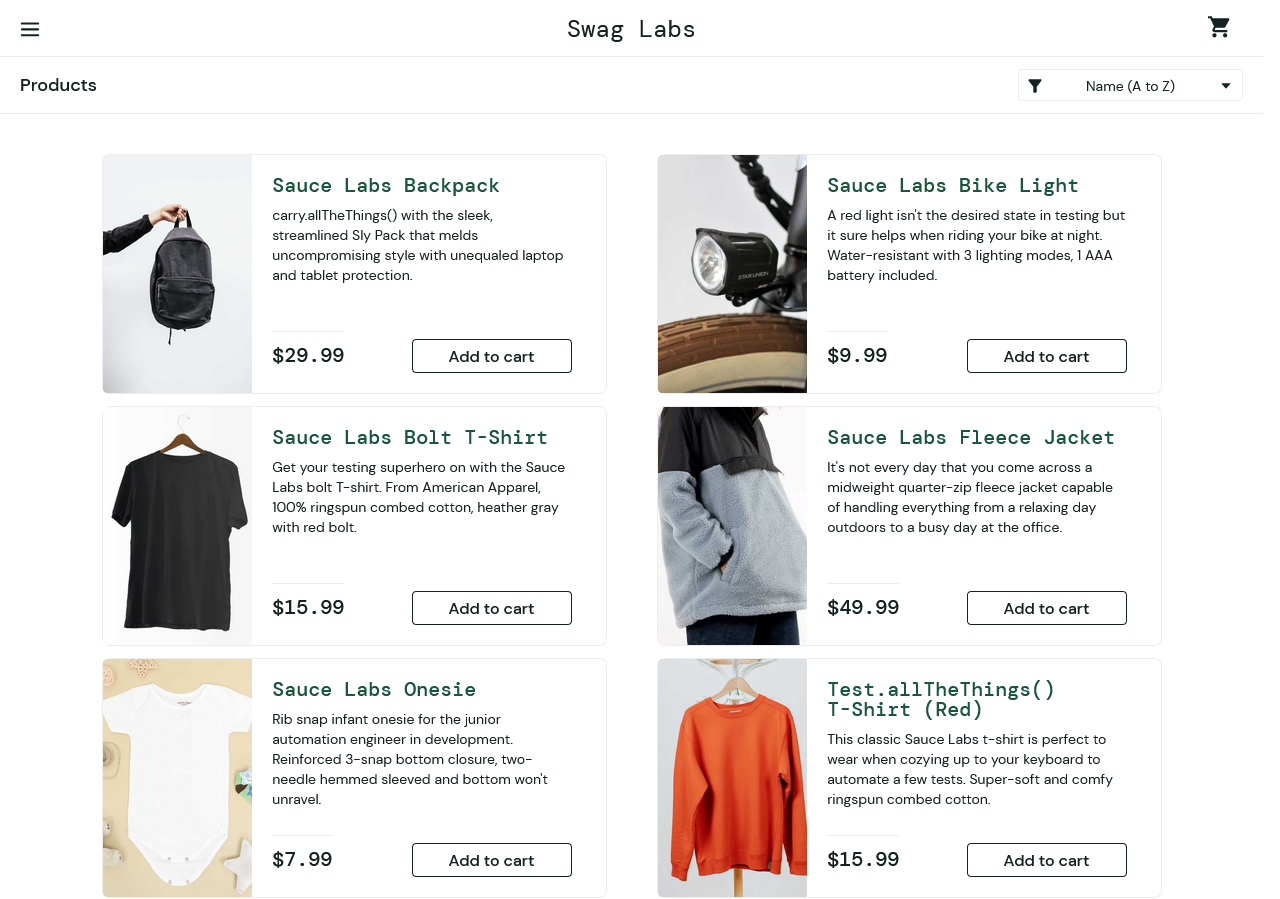 Swag Labs
Products
Name (A to Z)
Sauce Labs Backpack
carry.allTheThings() with the sleek,
streamlined Sly Pack that melds
uncompromising style with unequaled laptop
and tablet protection.
$29.99
Add to cart
Sauce Labs Bike Light
A red light isn't the desired state in testing but
it sure helps when riding your bike at night.
Water-resistant with 3 lighting modes, 1 AAA
battery included.
STAR UNION
$9.99
Add to cart
Sauce Labs Bolt T-Shirt
Get your testing superhero on with the Sauce
Labs bolt T-shirt. From American Apparel,
100% ringspun combed cotton, heather gray
with red bolt.
$15.99
Add to cart
Sauce Labs Fleece Jacket
It's not every day that you come across a
midweight quarter-zip fleece jacket capable
of handling everything from a relaxing day
outdoors to a busy day at the office.
$49.99
Add to cart
Sauce Labs Onesie
Rib snap infant onesie for the junior
automation engineer in development.
Reinforced 3-snap bottom closure, two-
needle hemmed sleeved and bottom won't
unravel.
$7.99
Add to cart
Test.allTheThings()
T-Shirt (Red)
This classic Sauce Labs t-shirt is perfect to
wear when cozying up to your keyboard to
automate a few tests. Super-soft and comfy
ringspun combed cotton.
$15.99
Add to cart